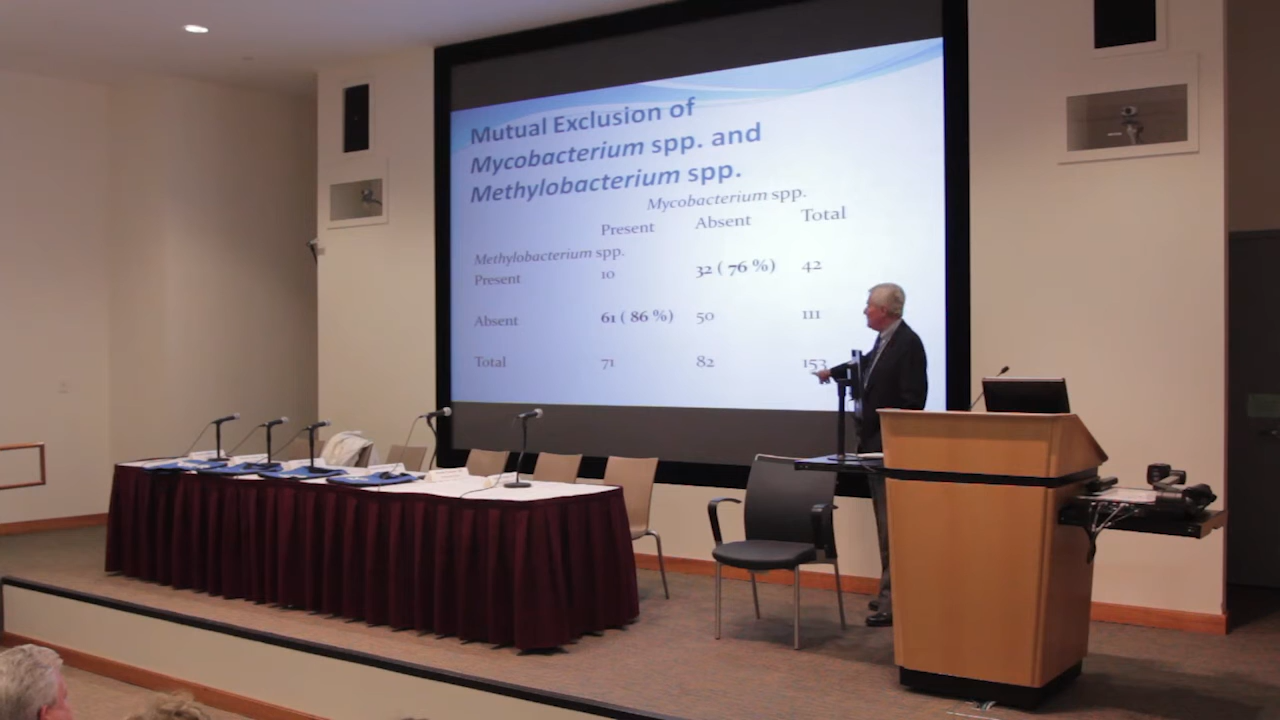 Mutual Exclusion of
Mycobacterium spp. and
Methylobacterium spp.
Mycobacterium spp.
Present Absent Total
Methylobacterium spp.
Present 10 32 ( 76 %) 42
Absent 61 ( 86 %) 50 111
Total 71 82 153